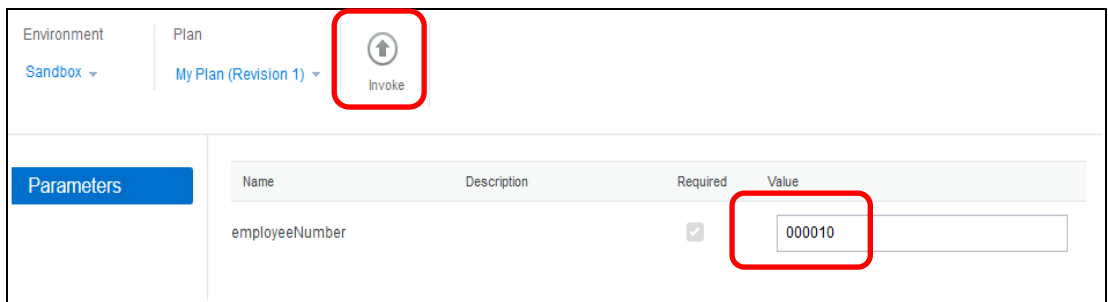 Environment Plan
Sandbox My Plan (Revision 1) Invoke
Parameters Name Description Required Value
employeeNumber 000010